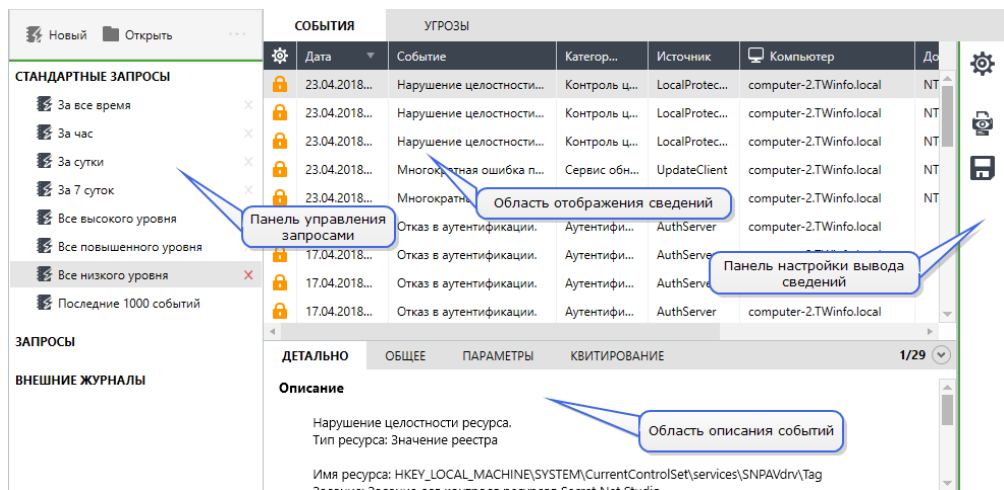 Новый Открыть ...
СТАНДАРТНЫЕ ЗАПРОСЫ
За все время
За час
За сутки
За 7 суток
Все высокого уровня
Все повышенного уровня
Все низкого уровня
Последние 1000 событий
ЗАПРОСЫ
ВНЕШНИЕ ЖУРНАЛЫ
Панель управления
запросами
СОБЫТИЯ УГРОЗЫ
Дата Событие Категор... Источник Компьютер До
23.04.2018... Нарушение целостности... Контроль ц... LocalProtec... computer-2.TWinfo.local NT
23.04.2018... Нарушение целостности... Контроль ц... LocalProtec... computer-2.TWinfo.local NT
23.04.2018... Нарушение целостности... Контроль ц... LocalProtec... computer-2.TWinfo.local NT
23.04.2018... Многократная ошибка п... Сервис обн... UpdateClient computer-2.TWinfo.local NT
23.04.2018... NT
Область отображения сведений
Отказ в аутентификации. Аутентифи... AuthServer computer-2.TWinfo.local
17.04.2018... Отказ в аутентификации. Аутентифи...
17.04.2018... Отказ в аутентификации. Аутентифи...
17.04.2018... Отказ в аутентификации. Аутентифи... AuthServer computer-2.TWinfo.local
Панель настройки вывода
сведений
ДЕТАЛЬНО ОБЩЕЕ ПАРАМЕТРЫ КВИТИРОВАНИЕ 1/29
Описание
Нарушение целостности ресурса.
Тип ресурса: Значение реестра
Имя ресурса: HKEY_LOCAL_MACHINE\SYSTEM\CurrentControlSet\services\SNPAVdrv\Tag
Область описания событий